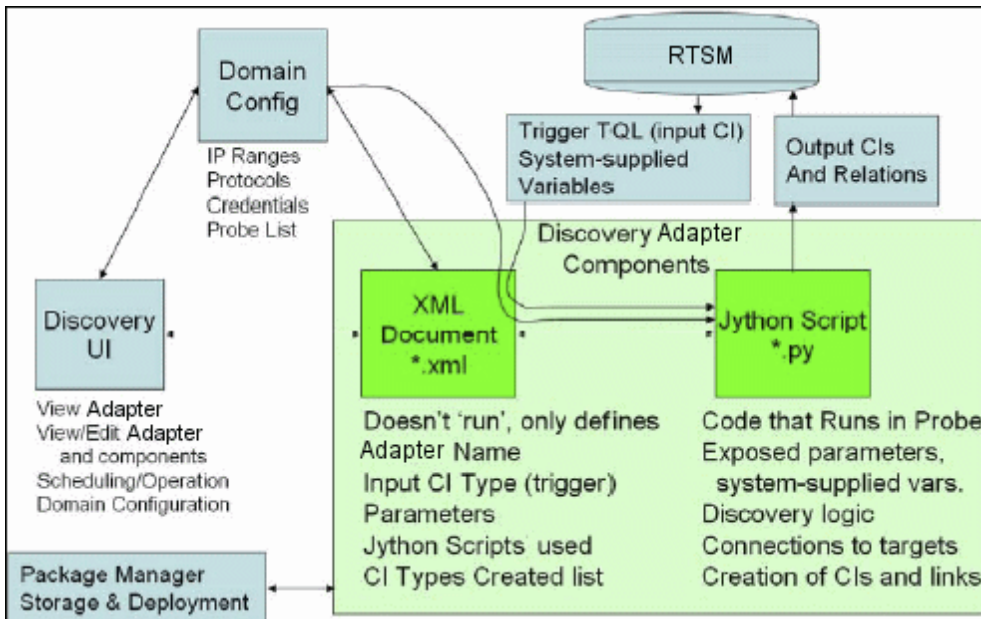 Domain
Config
IP Ranges
Protocols
Credentials
Probe List
RTSM
Trigger TQL (input CI)
System-supplied
Variables
Output CIs
And Relations
Discovery Adapter
Components
Discovery
UI
View Adapter
View/Edit Adapter
and components
Scheduling/Operation
Domain Configuration
XML
Document
*.xml
Doesn't 'run', only defines
Adapter Name
Input CI Type (trigger)
Parameters
Jython Scripts used
CI Types Created list
Jython Script
*.py
Code that Runs in Probe
Exposed parameters,
system-supplied vars.
Discovery logic
Connections to targets
Creation of CIs and links
Package Manager
Storage & Deployment